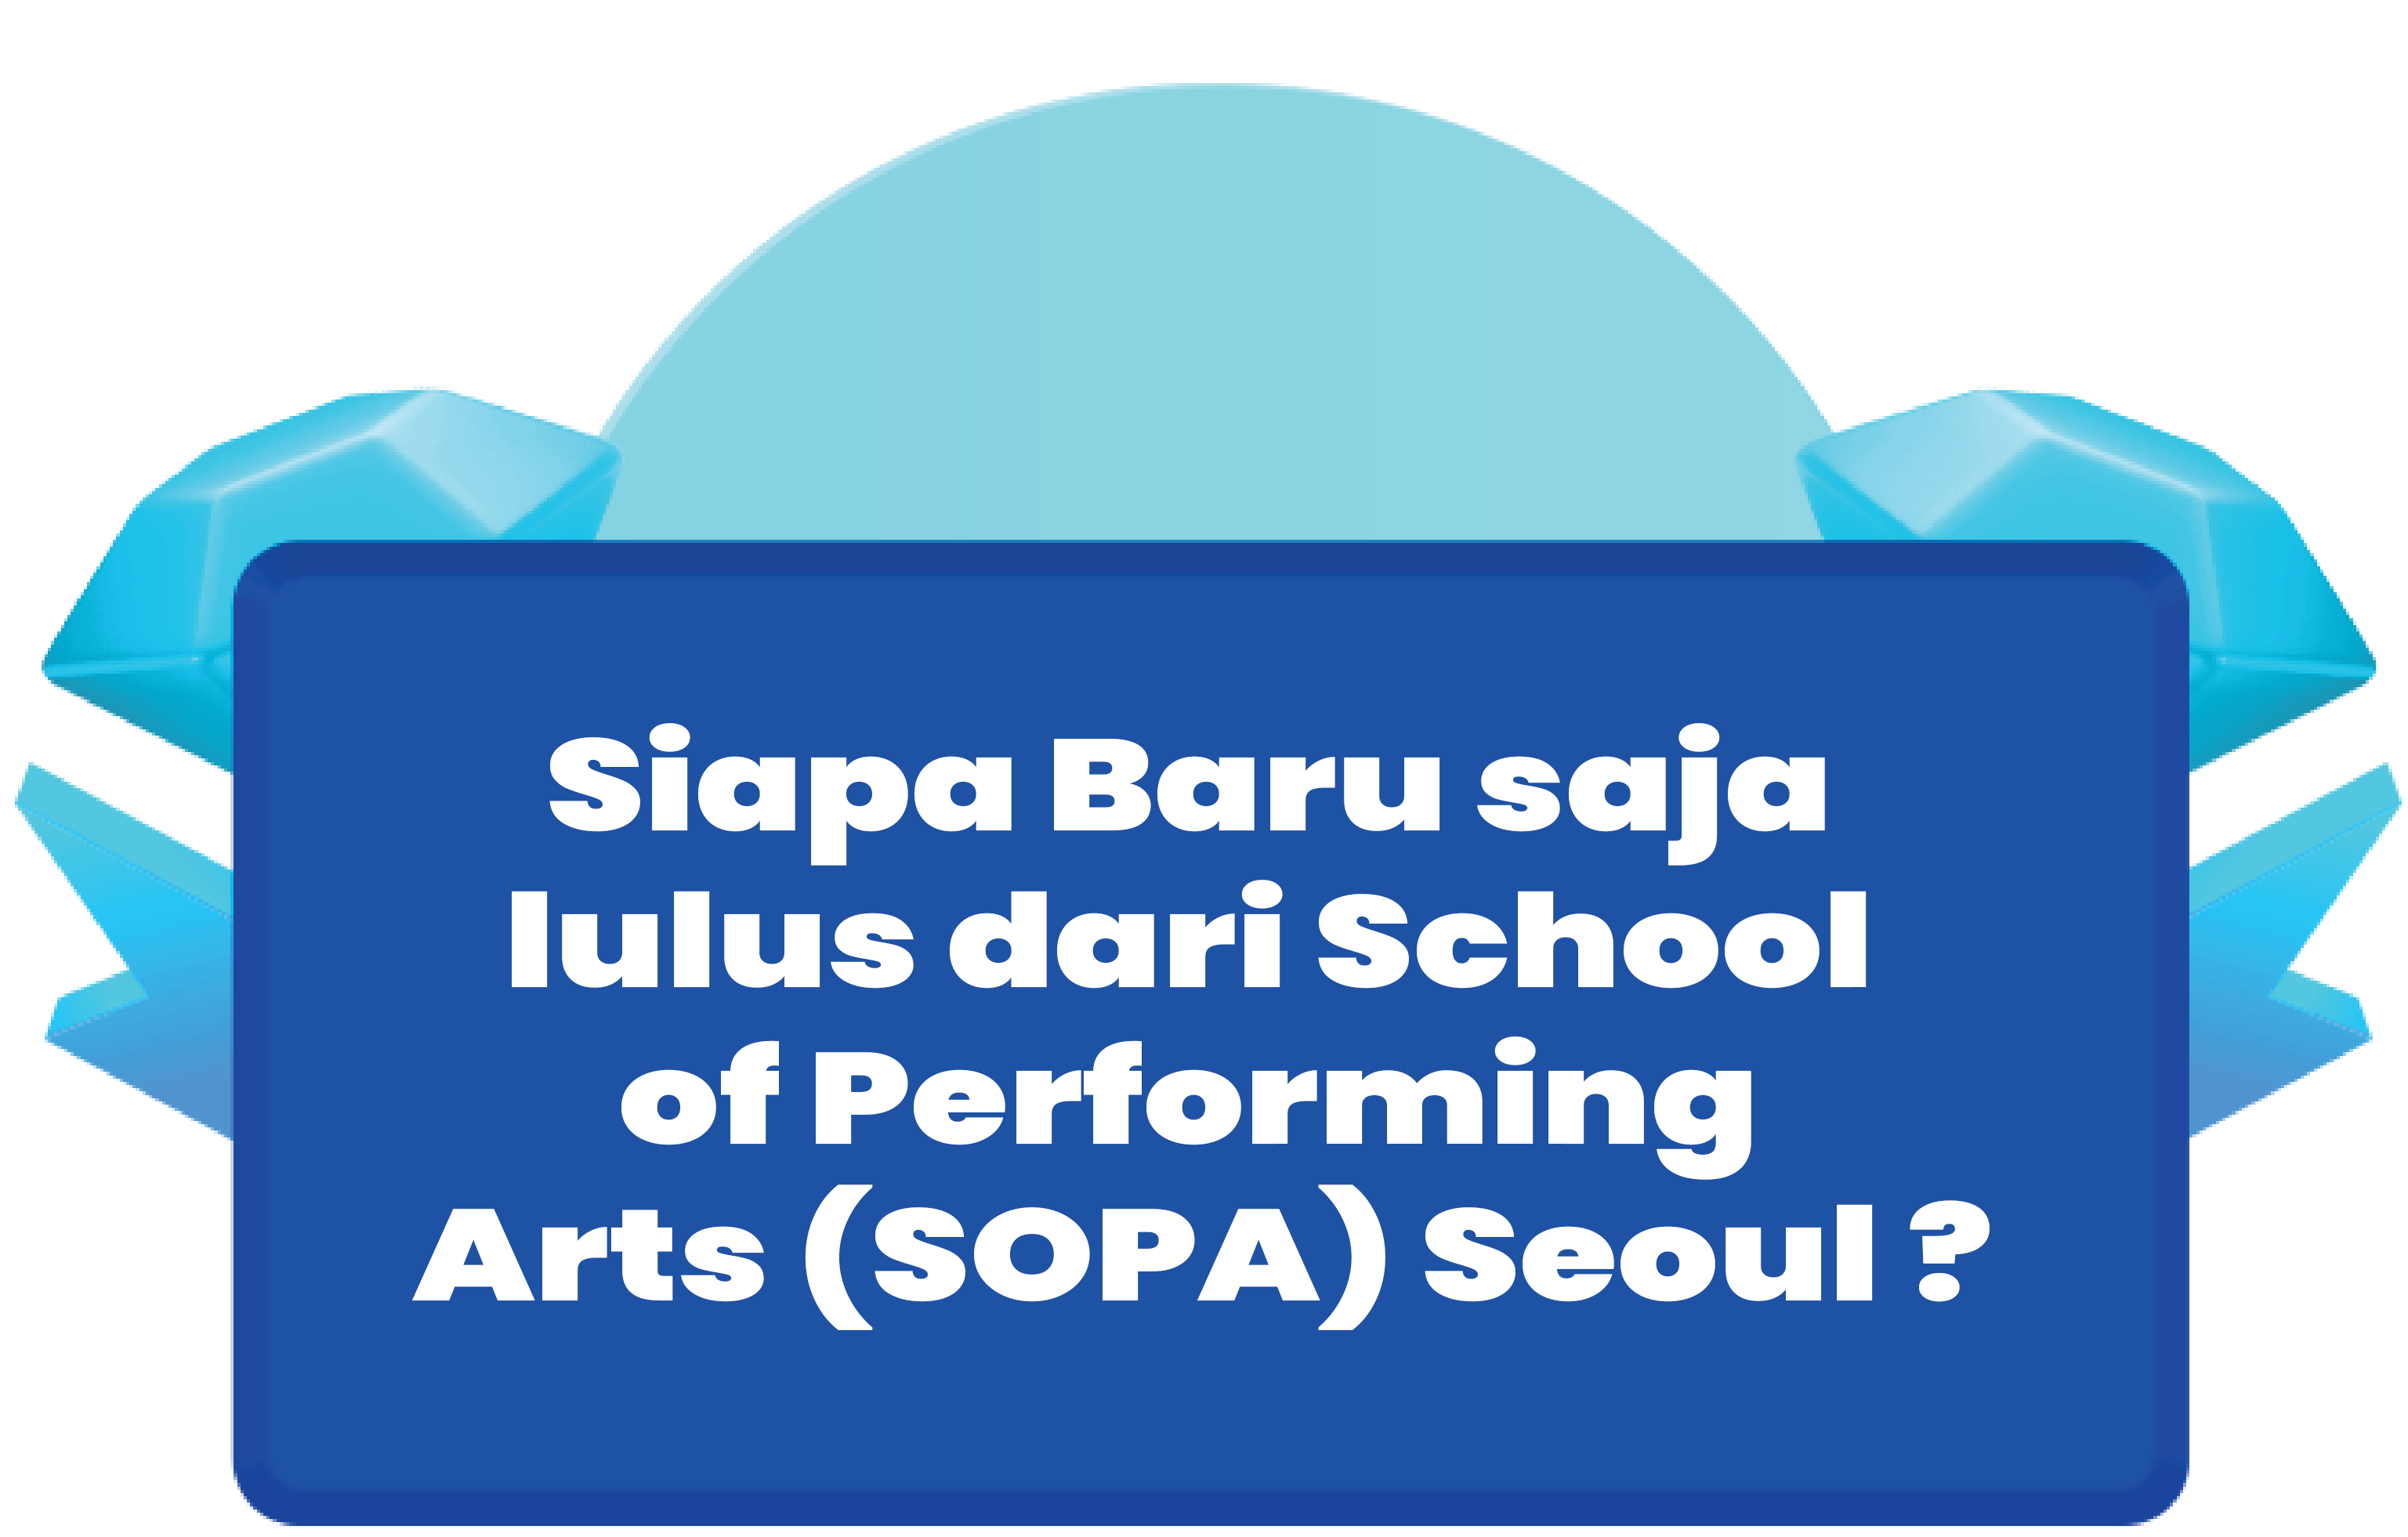 Siapa Baru saja
lulus dari School
of Performing
Arts (SOPA) Seoul ?